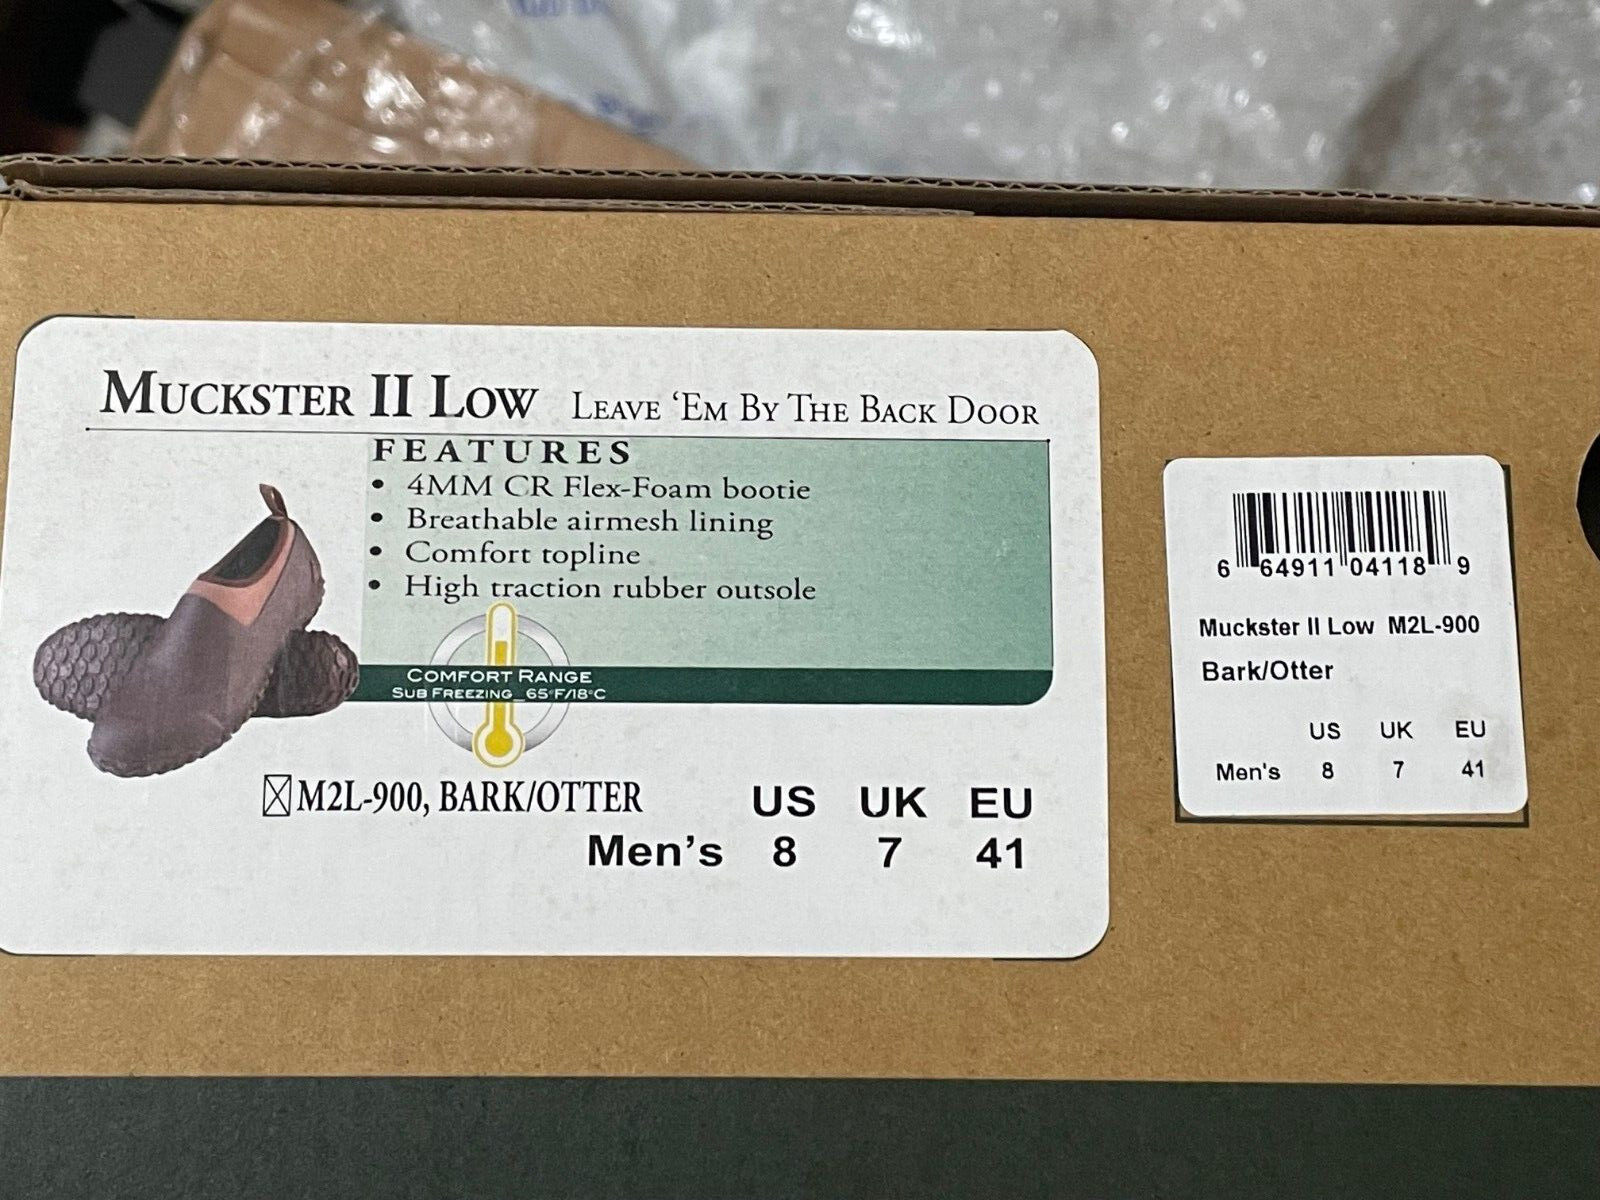 MUCKSTER II LOW LEAVE 'EM BY THE BACK DOOR
FEATURES
• 4MM CR Flex-Foam bootie
• Breathable airmesh lining
• Comfort topline
• High traction rubber outsole
COMFORT RANGE
SUB FREEZING_65°F/18°C
M2L-900, BARK/OTTER
US UK EU
Men's 8 7 41
6 64911 04118 9
Muckster II Low M2L-900
Bark/Otter
US UK EU
Men's 8 7 41